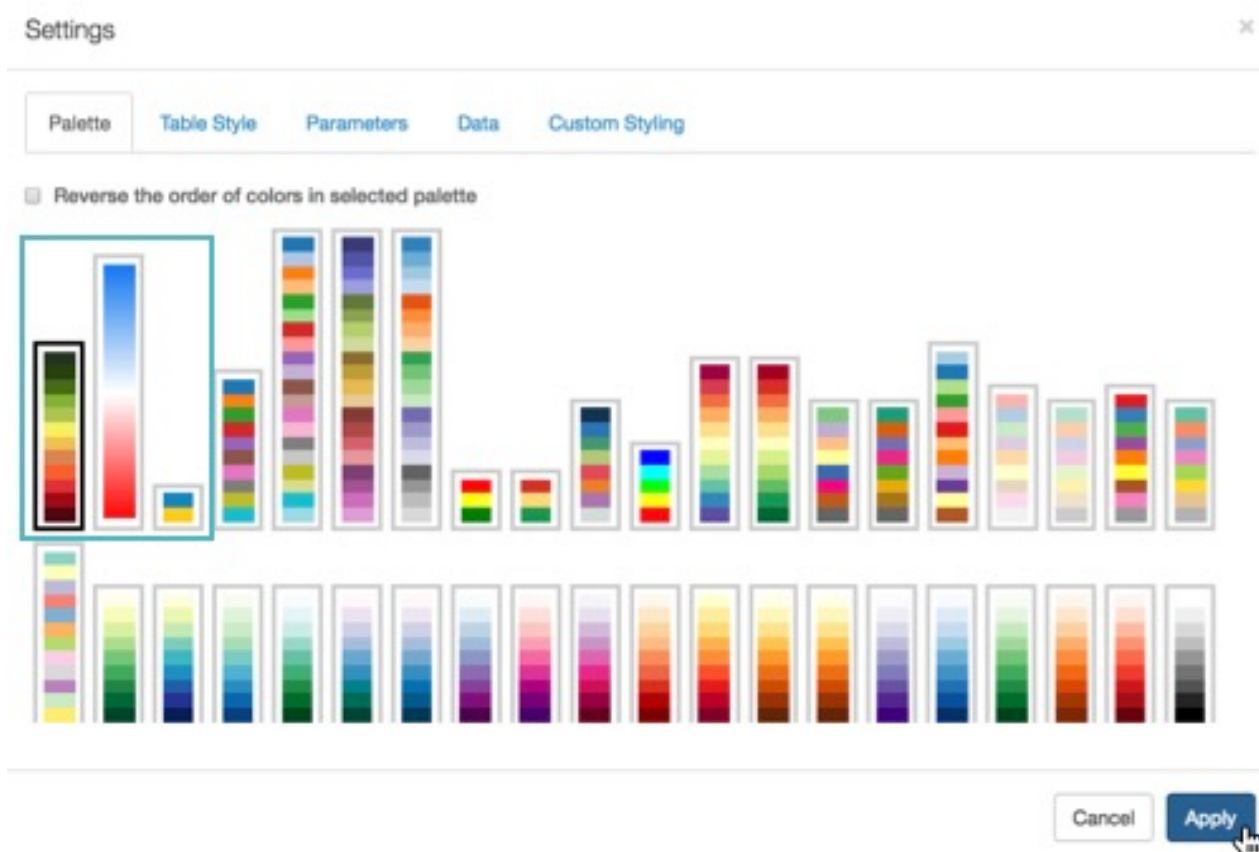 Settings
×
Palette Table Style Parameters Data Custom Styling
Reverse the order of colors in selected palette
Cancel Apply